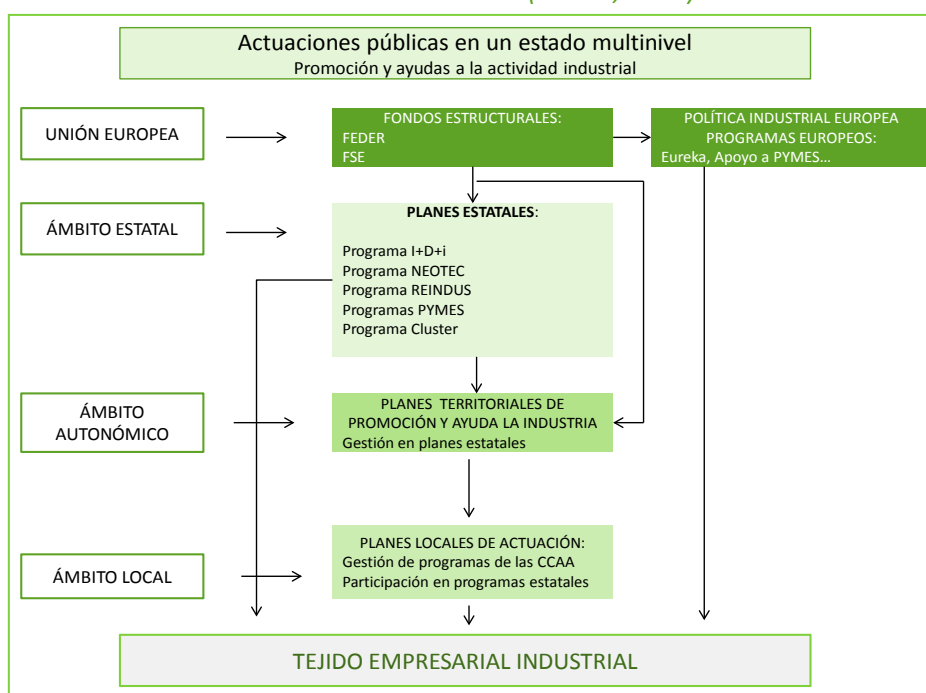 Actuaciones públicas en un estado multinivel
Promoción y ayudas a la actividad industrial
UNIÓN EUROPEA
FONDOS ESTRUCTURALES:
FEDER
FSE
POLÍTICA INDUSTRIAL EUROPEA
PROGRAMAS EUROPEOS:
Eureka, Apoyo a PYMES...
ÁMBITO ESTATAL
PLANES ESTATALES:
Programa I+D+i
Programa NEOTEC
Programa REINDUS
Programas PYMES
Programa Cluster
ÁMBITO
AUTONÓMICO
PLANES TERRITORIALES DE
PROMOCIÓN Y AYUDA LA INDUSTRIA
Gestión en planes estatales
ÁMBITO LOCAL
PLANES LOCALES DE ACTUACIÓN:
Gestión de programas de las CCAA
Participación en programas estatales
TEJIDO EMPRESARIAL INDUSTRIAL